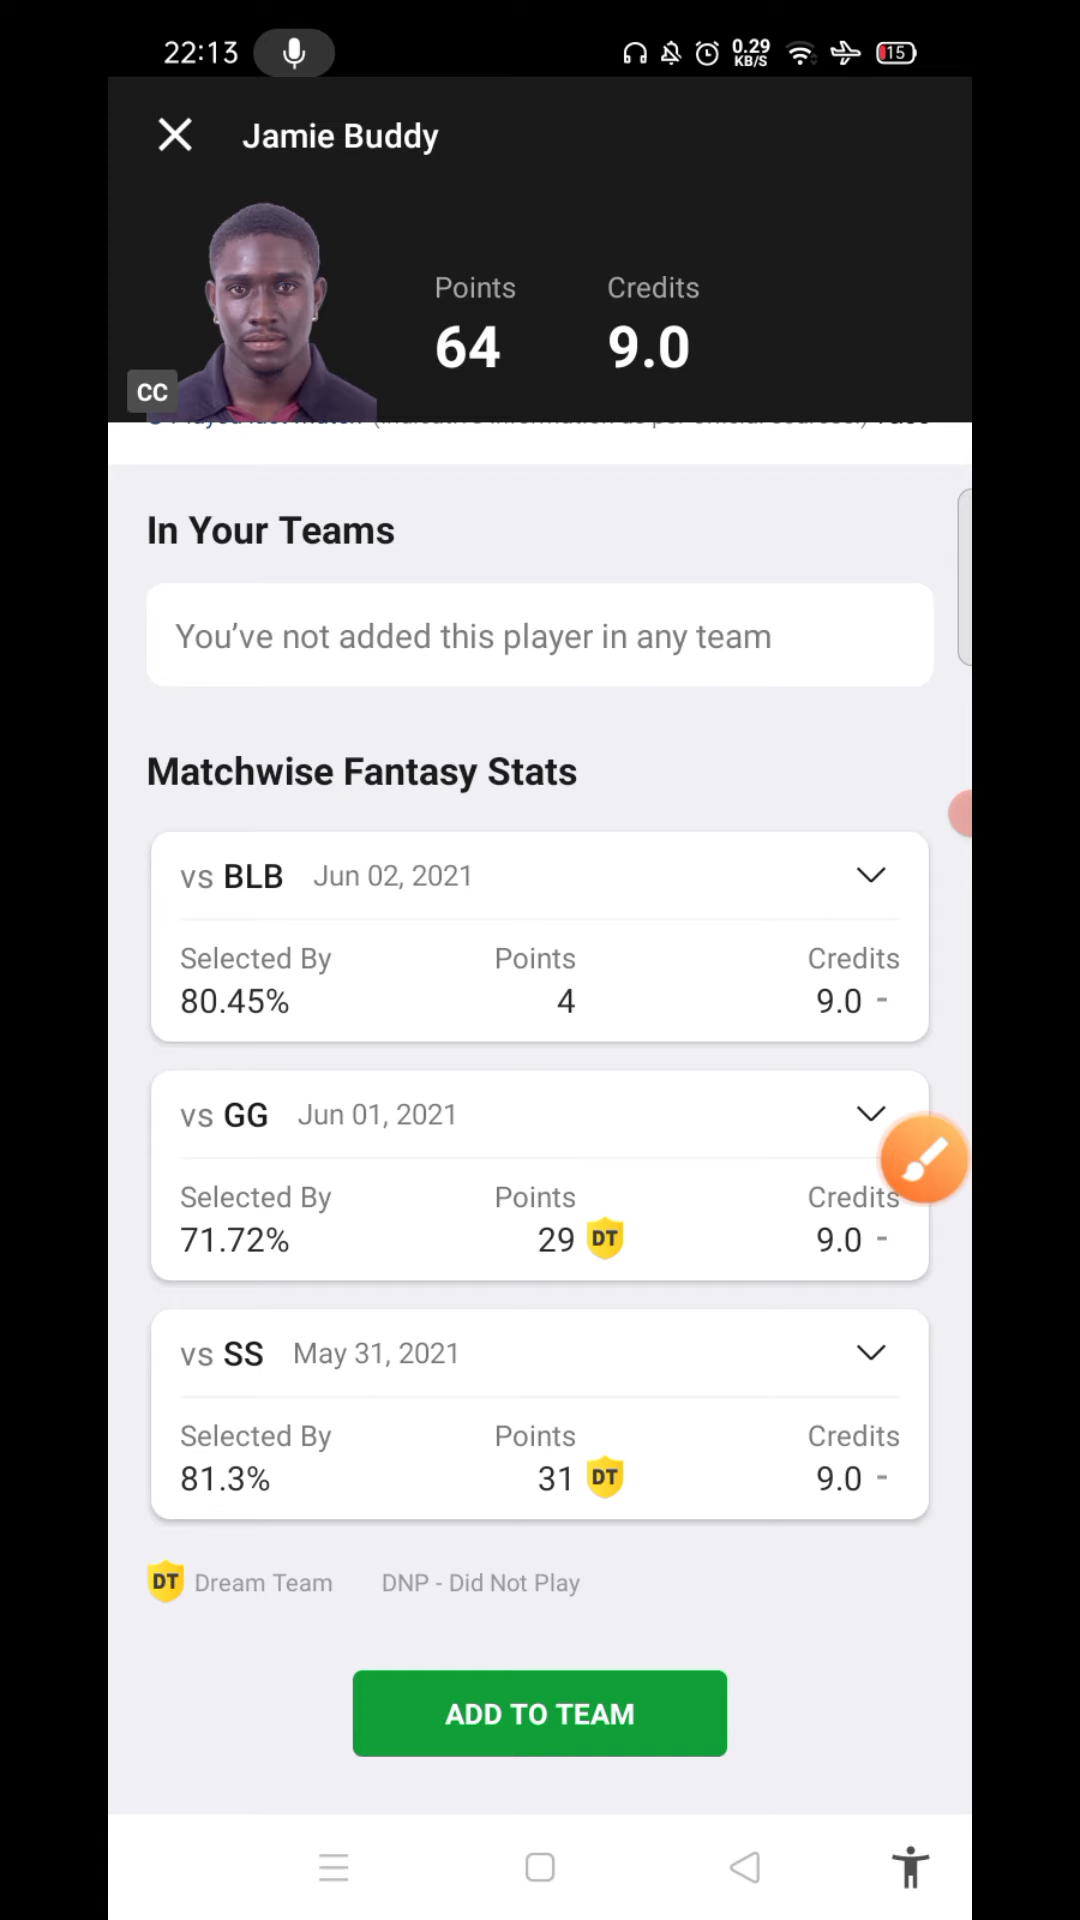 22:13
0.29
KB/S
15
Jamie Buddy
Points
Credits
64
9.0
CC
In Your Teams
You’ve not added this player in any team
Matchwise Fantasy Stats
vs BLB Jun 02, 2021
Selected By Points Credits
80.45% 4 9.0 -
vs GG Jun 01, 2021
Selected By Points Credits
71.72% 29 DT 9.0 -
vs SS May 31, 2021
Selected By Points Credits
81.3% 31 DT 9.0 -
DT Dream Team DNP - Did Not Play
ADD TO TEAM